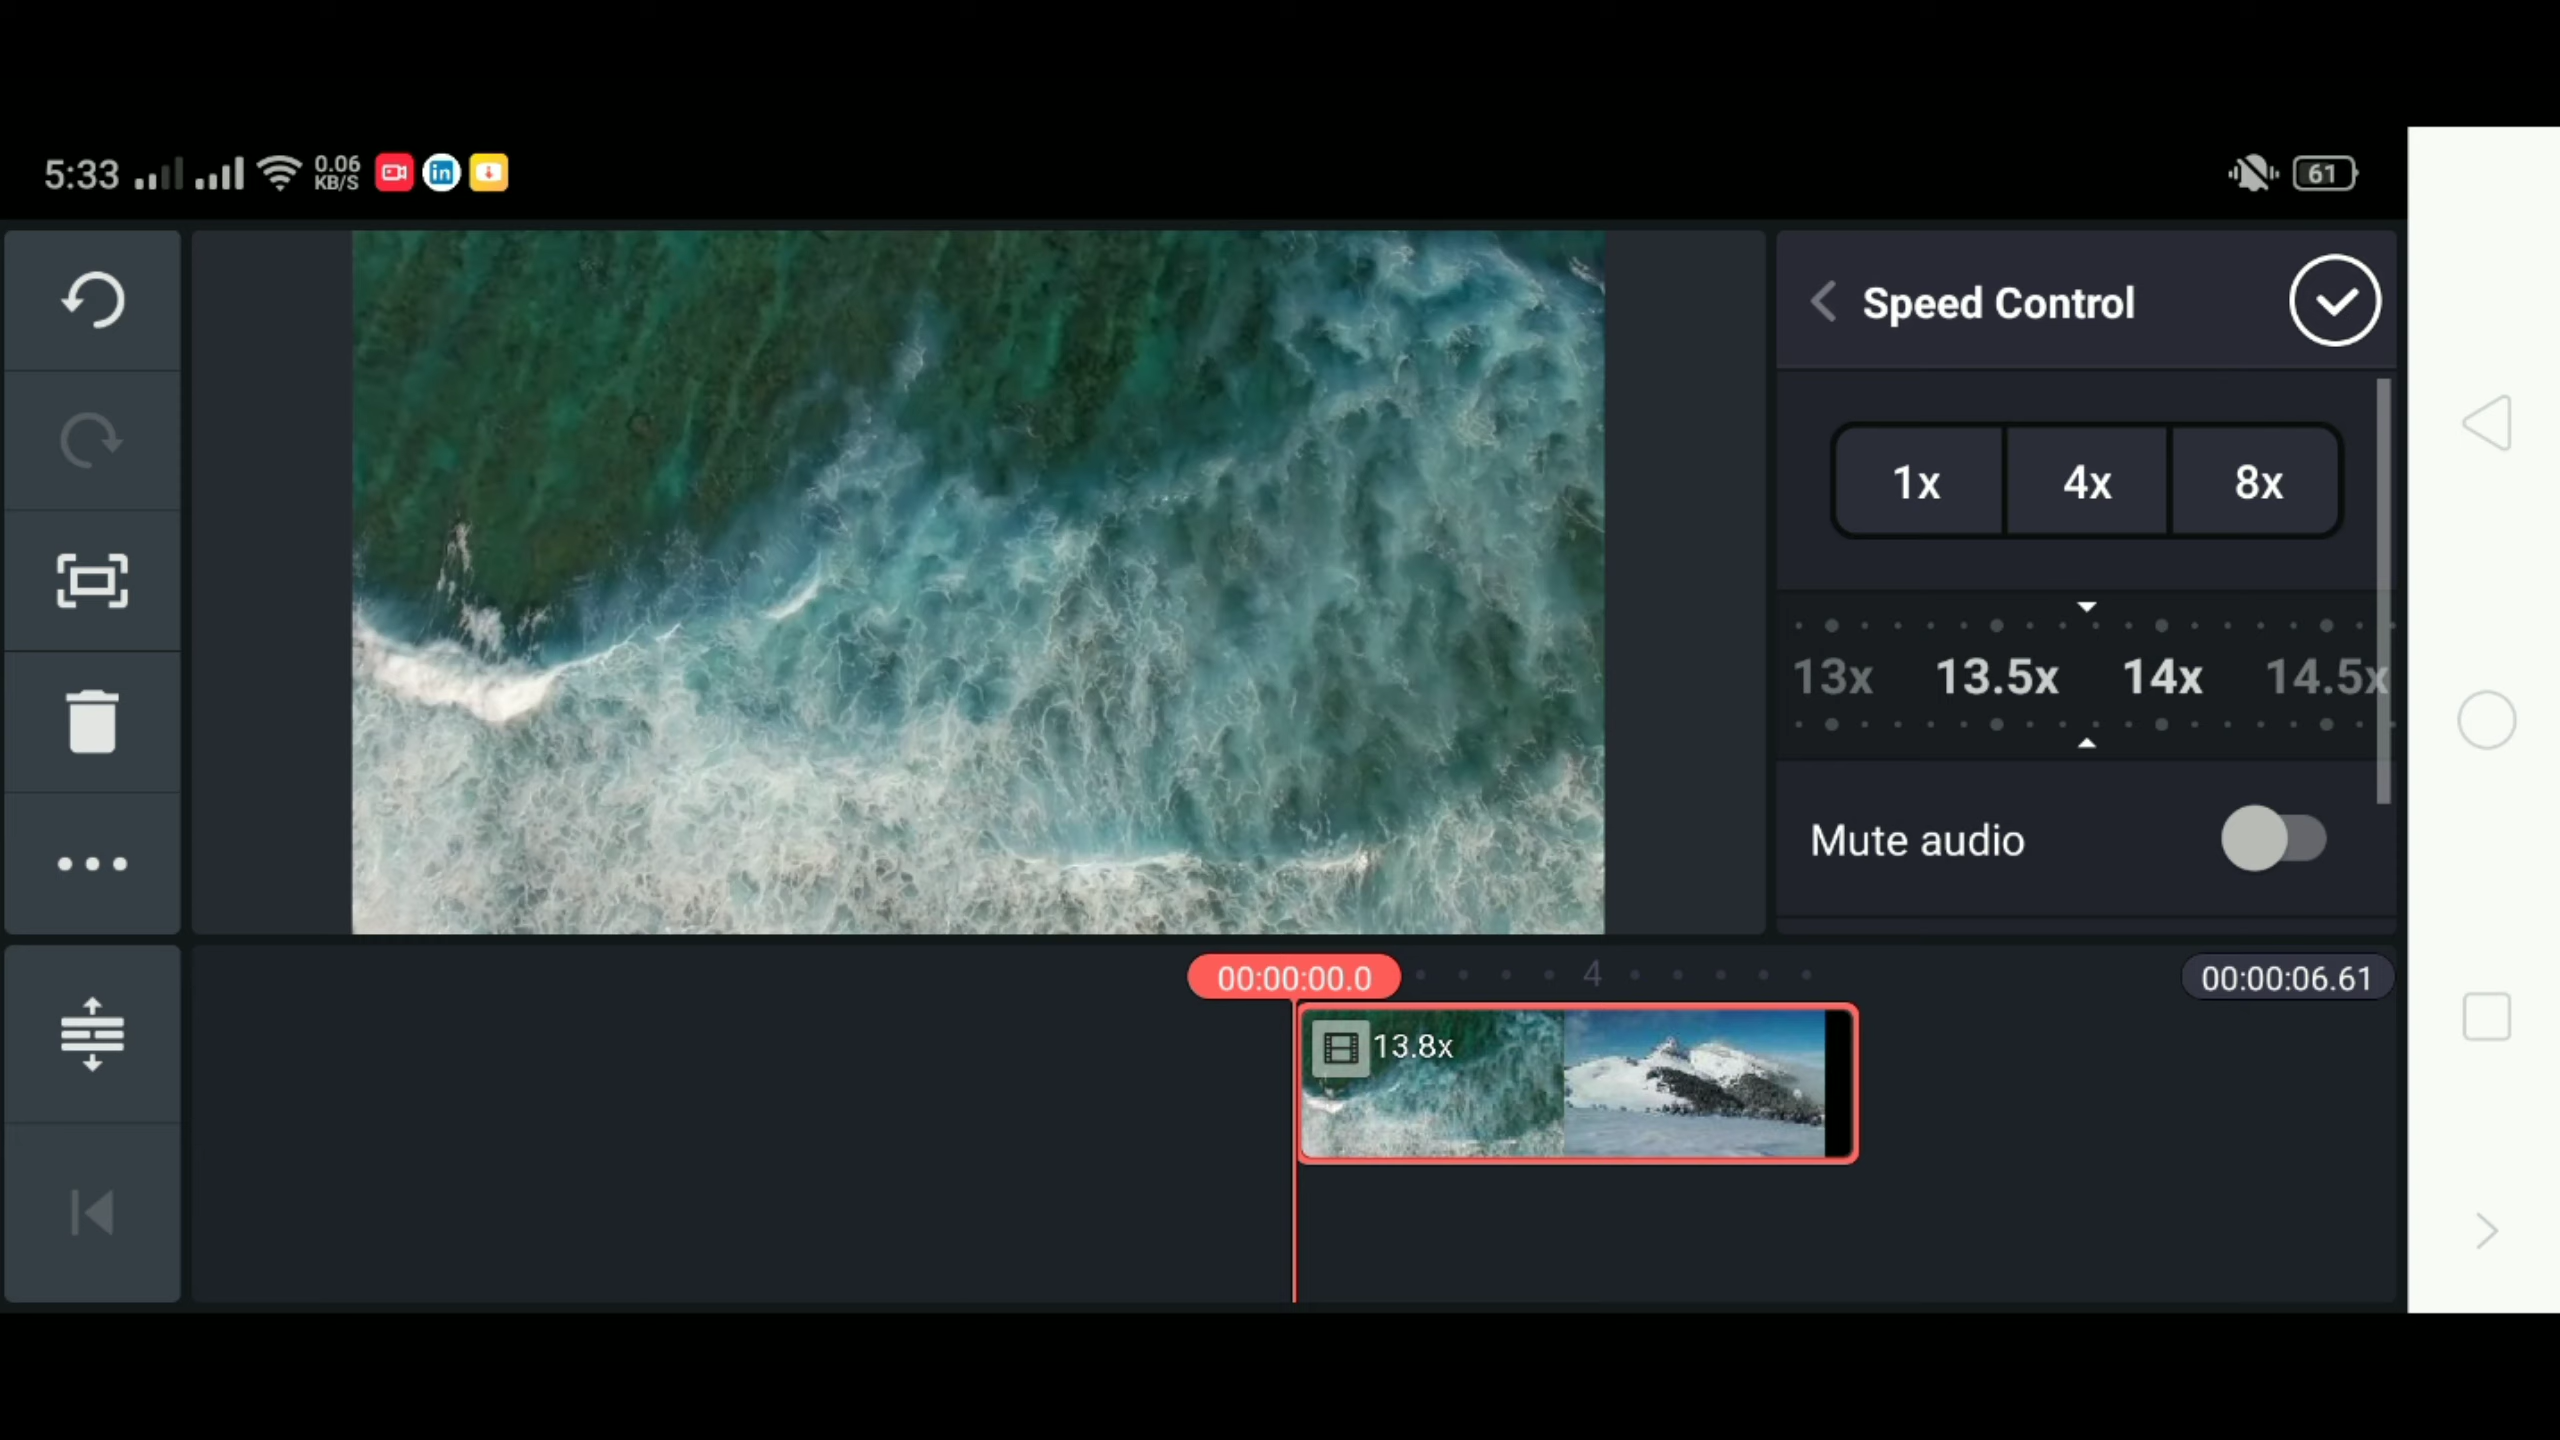 5:33 0.06 KB/S in 61
Speed Control
1x 4x 8x
13x 13.5x 14x 14.5x
Mute audio
00:00:00.0 4 00:00:06.61
13.8x